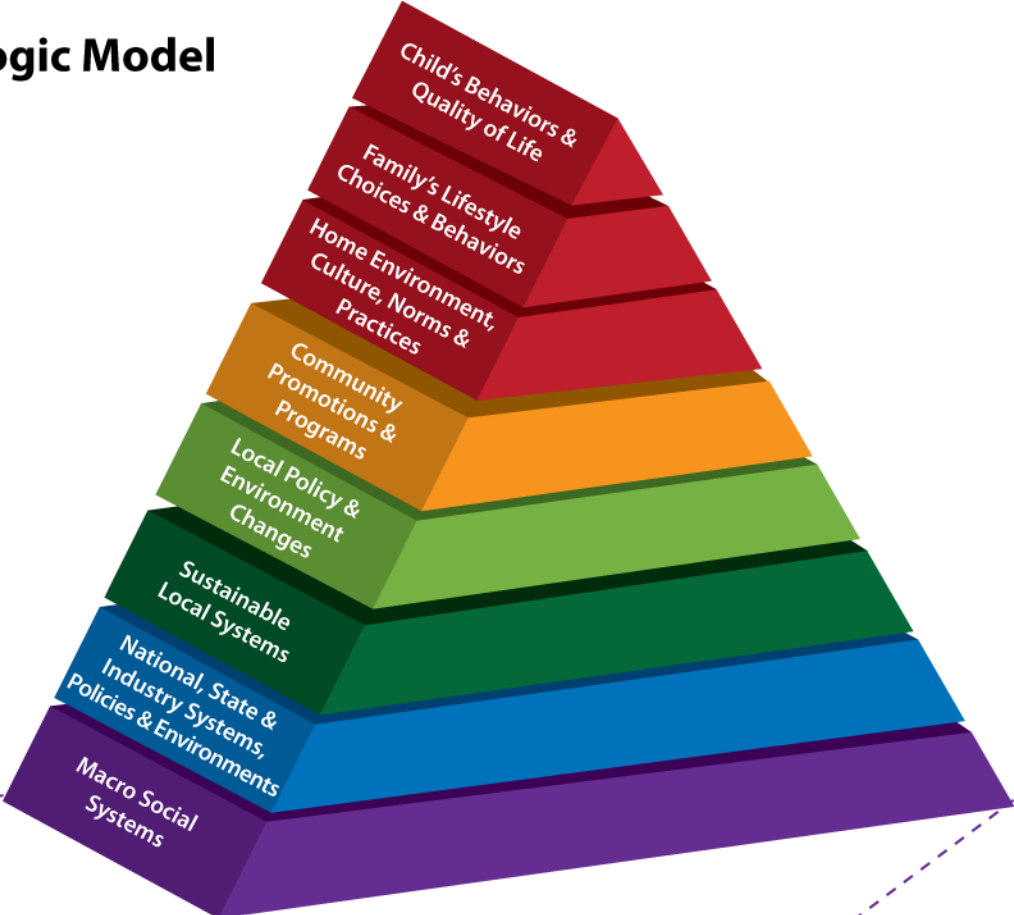 ogic Model
Child's Behaviors &
Quality of Life
Family's Lifestyle
Choices & Behaviors
Home Environment,
Culture, Norms &
Practices
Community
Promotions &
Programs
Local Policy &
Environment
Changes
Sustainable
Local Systems
National, State &
Industry Systems,
Policies & Environments
Macro Social
Systems